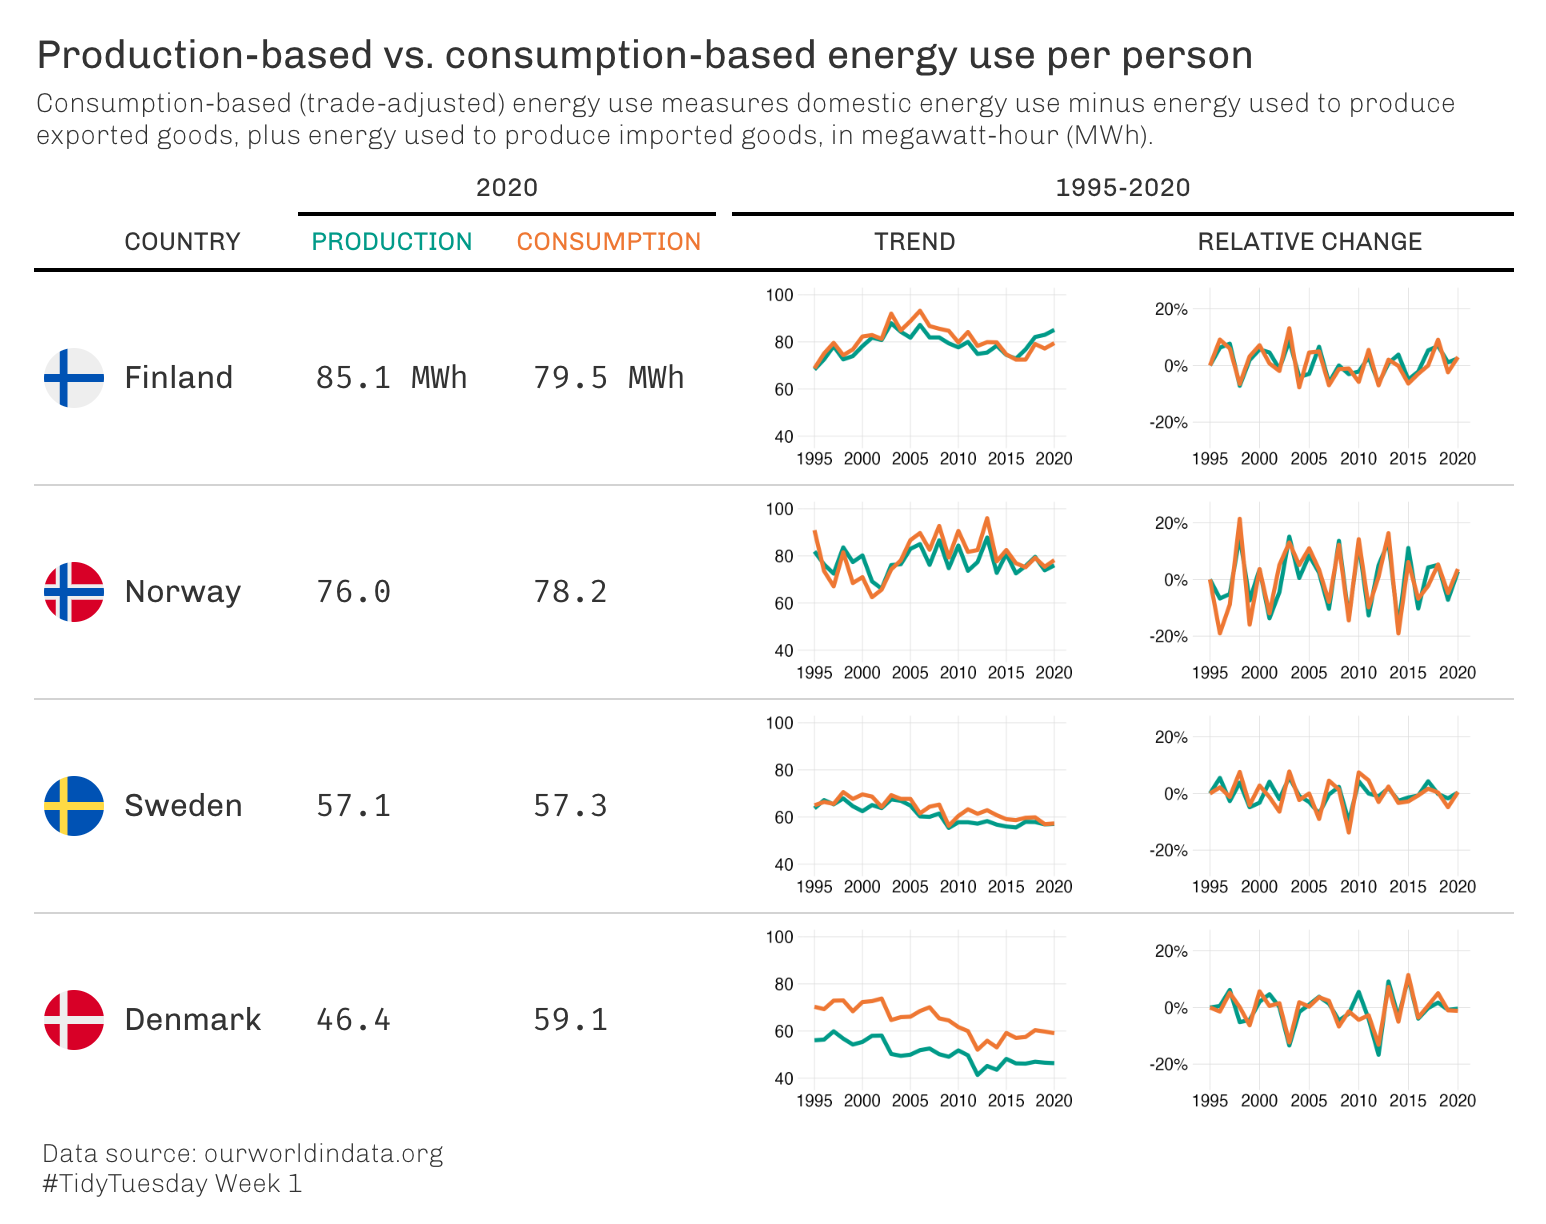 Production-based vs. consumption-based energy use per person
Consumption-based (trade-adjusted) energy use measures domestic energy use minus energy used to produce
exported goods, plus energy used to produce imported goods, in megawatt-hour (MWh).
2020 1995-2020
COUNTRY PRODUCTION CONSUMPTION TREND RELATIVE CHANGE
Finland 85.1 MWh 79.5 MWh
100
80
60
40
1995 2000 2005 2010 2015 2020
20%
0%
-20%
1995 2000 2005 2010 2015 2020
Norway 76.0 78.2
100
80
60
40
1995 2000 2005 2010 2015 2020
20%
0%
-20%
1995 2000 2005 2010 2015 2020
Sweden 57.1 57.3
100
80
60
40
1995 2000 2005 2010 2015 2020
20%
0%
-20%
1995 2000 2005 2010 2015 2020
Denmark 46.4 59.1
100
80
60
40
1995 2000 2005 2010 2015 2020
20%
0%
-20%
1995 2000 2005 2010 2015 2020
Data source: ourworldindata.org
#TidyTuesday Week 1